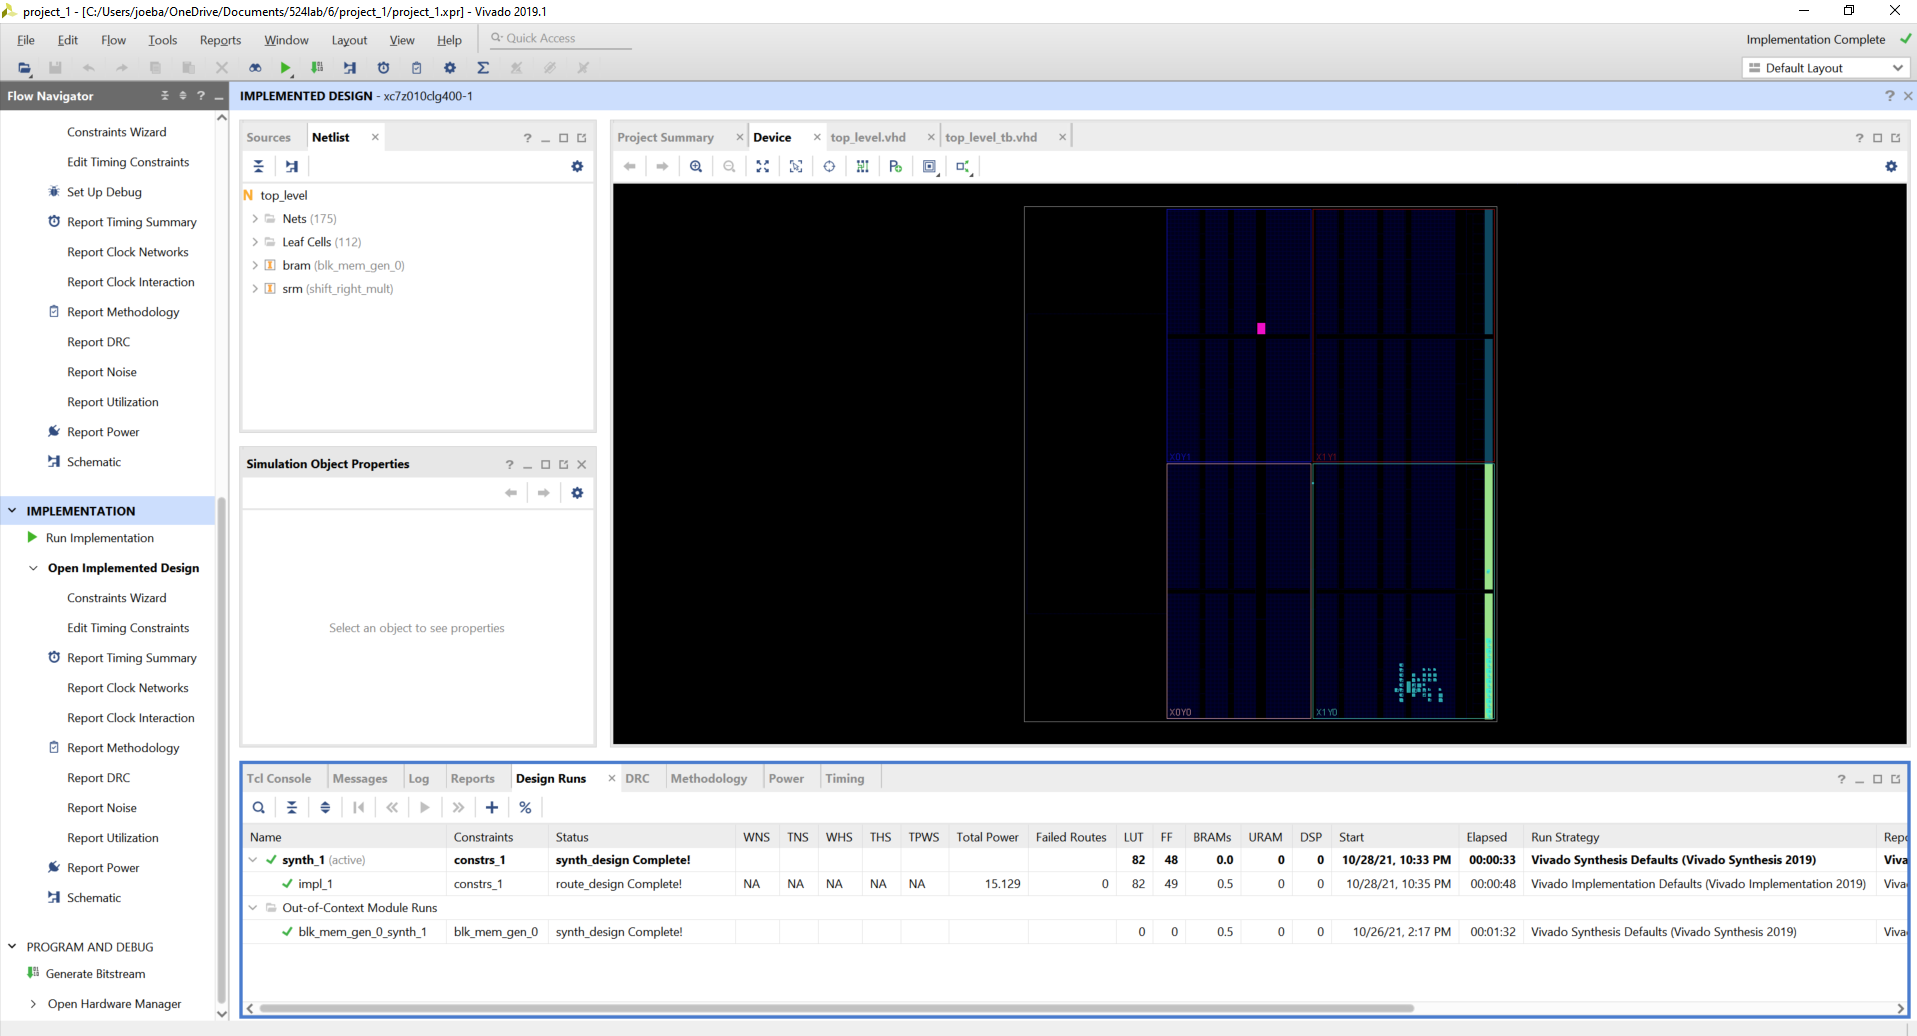 project_1 - [C:/Users/joeba/OneDrive/Documents/524lab/6/project_1/project_1.xpr] - Vivado 2019.1
File Edit Flow Tools Reports Window Layout View Help Quick Access
Implementation Complete
Default Layout
Flow Navigator
IMPLEMENTED DESIGN - xc7z010clg400-1
Constraints Wizard
Edit Timing Constraints
Set Up Debug
Report Timing Summary
Report Clock Networks
Report Clock Interaction
Report Methodology
Report DRC
Report Noise
Report Utilization
Report Power
Schematic
IMPLEMENTATION
Run Implementation
Open Implemented Design
Constraints Wizard
Edit Timing Constraints
Report Timing Summary
Report Clock Networks
Report Clock Interaction
Report Methodology
Report DRC
Report Noise
Report Utilization
Report Power
Schematic
PROGRAM AND DEBUG
Generate Bitstream
Open Hardware Manager
Sources Netlist
N top_level
Nets (175)
Leaf Cells (112)
bram (blk_mem_gen_0)
srm (shift_right_mult)
Simulation Object Properties
Select an object to see properties
Project Summary Device top_level.vhd top_level_tb.vhd
X0Y1 X1Y1
X0Y0 X1Y0
Tcl Console Messages Log Reports Design Runs DRC Methodology Power Timing
Name Constraints Status WNS TNS WHS THS TPWS Total Power Failed Routes LUT FF BRAMs URAM DSP Start Elapsed Run Strategy Repo
synth_1 (active) constrs_1 synth_design Complete! 82 48 0.0 0 0 10/28/21, 10:33 PM 00:00:33 Vivado Synthesis Defaults (Vivado Synthesis 2019) Viva
impl_1 constrs_1 route_design Complete! NA NA NA NA NA 15.129 0 82 49 0.5 0 0 10/28/21, 10:35 PM 00:00:48 Vivado Implementation Defaults (Vivado Implementation 2019) Viva
Out-of-Context Module Runs
blk_mem_gen_0_synth_1 blk_mem_gen_0 synth_design Complete! 0 0 0.5 0 0 10/26/21, 2:17 PM 00:01:32 Vivado Synthesis Defaults (Vivado Synthesis 2019) Viva